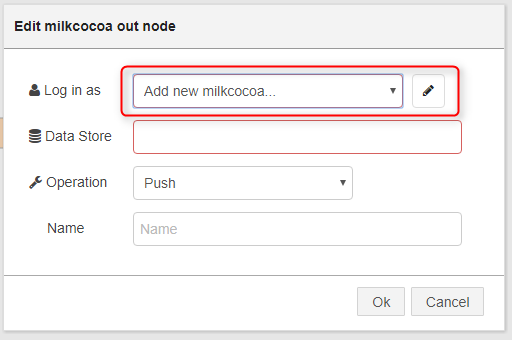 Edit milkcocoa out node
Log in as Add new milkcocoa...
Data Store
Operation Push
Name Name
Ok Cancel